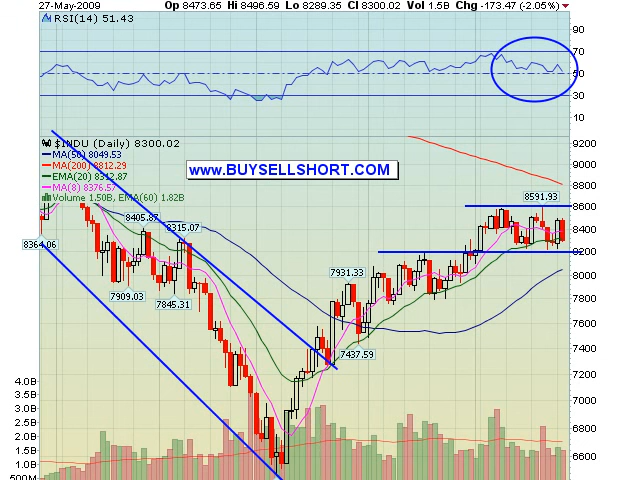 27-May-2009 Op 8473.65 Hi 8496.59 Lo 8289.35 Cl 8300.02 Vol 1.5B Chg -173.47 (-2.05%)
RSI(14) 51.43
90
70
50
30
10
$INDU (Daily) 8300.02
MA(50) 8049.53
MA(200) 8812.29
EMA(20) 8312.87
MA(8) 8376.57
Volume 1.50B, EMA(60) 1.82B
www.BUYSELLSHORT.COM
8591.93
8405.87
8315.07
8364.06
7931.33
7909.03
7845.31
7437.59
9200
9000
8800
8600
8400
8200
8000
7800
7600
7400
7200
7000
6800
6600
4.0B
3.5B
3.0B
2.5B
2.0B
1.5B
1.0B
500M